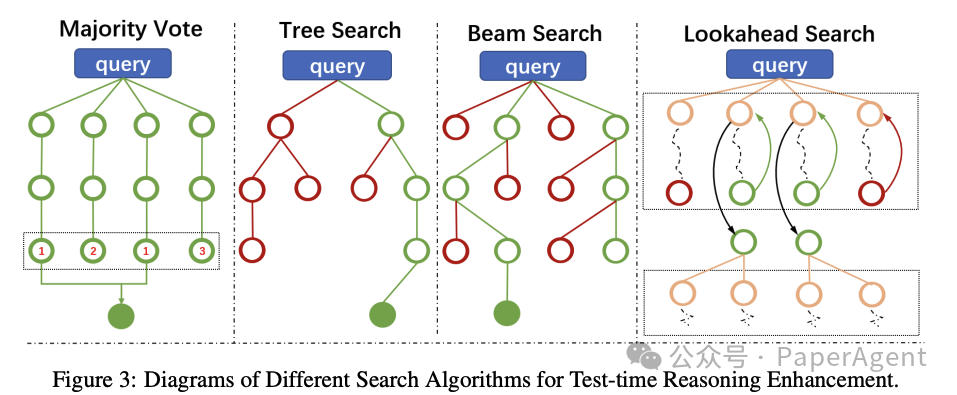 Majority Vote
Tree Search
Beam Search
Lookahead Search
query
query
query
query
1
2
1
3
公众号 · PaperAgent
Figure 3: Diagrams of Different Search Algorithms for Test-time Reasoning Enhancement.